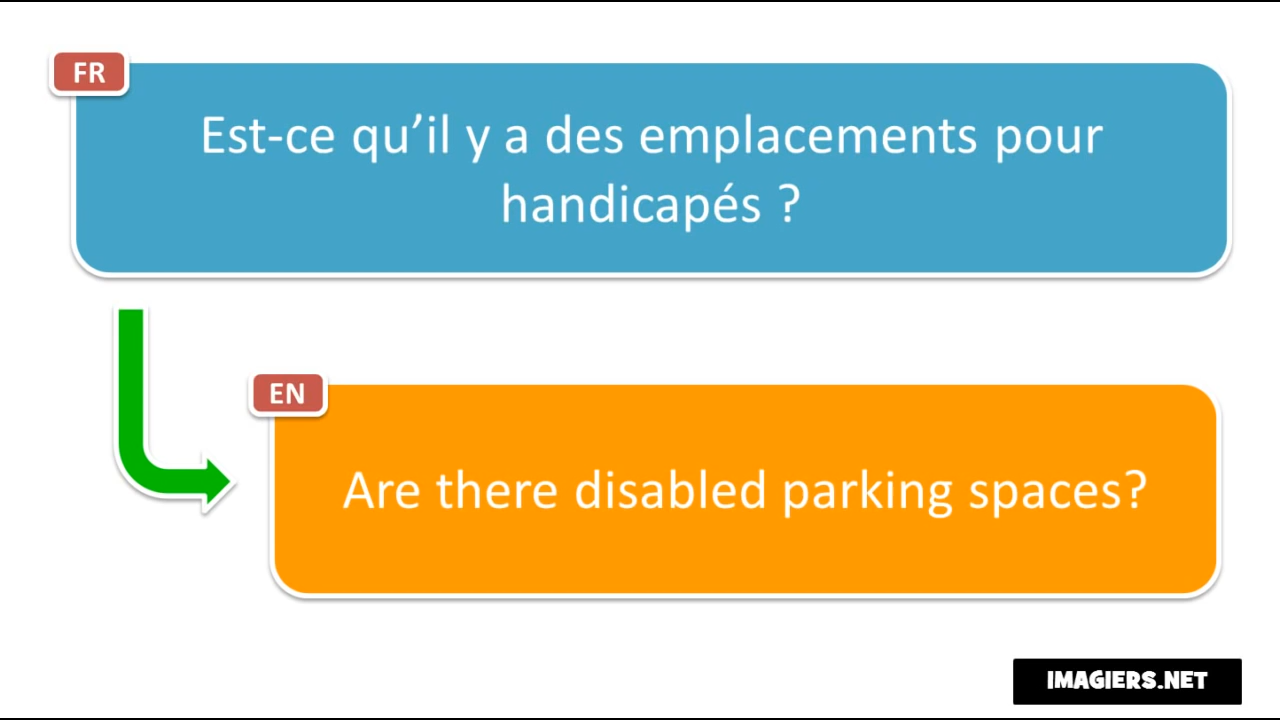 FR
Est-ce qu’il y a des emplacements pour
handicapés ?
EN
Are there disabled parking spaces?
IMAGIERS.NET